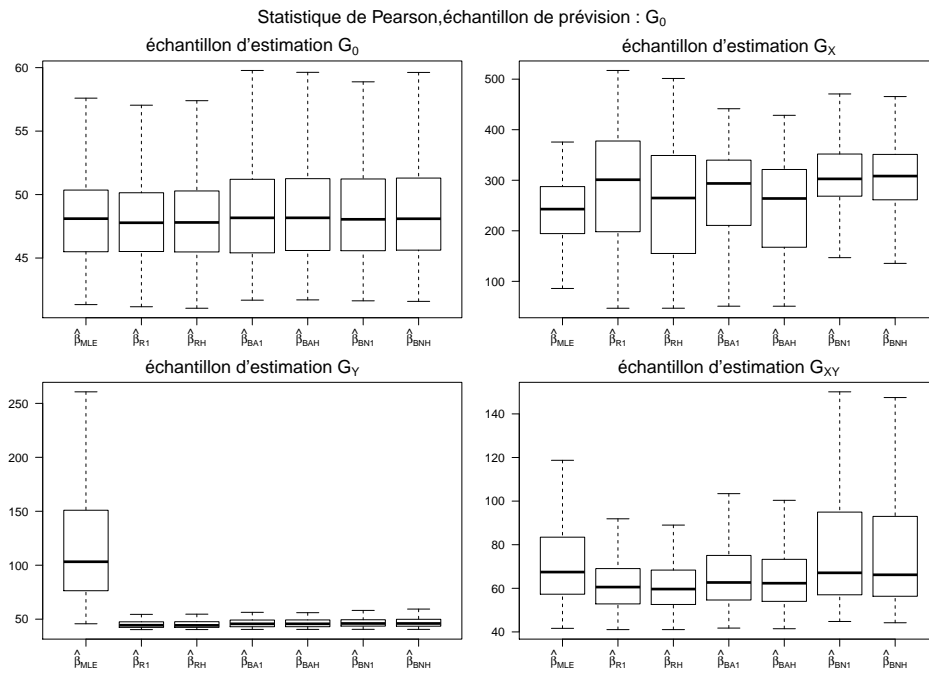 Statistique de Pearson,échantillon de prévision : G₀
échantillon d'estimation G₀
60
55
50
45
β̂MLE β̂R1 β̂RH β̂BA1 β̂BAH β̂BN1 β̂BNH
échantillon d'estimation GX
500
400
300
200
100
β̂MLE β̂R1 β̂RH β̂BA1 β̂BAH β̂BN1 β̂BNH
échantillon d'estimation GY
250
200
150
100
50
β̂MLE β̂R1 β̂RH β̂BA1 β̂BAH β̂BN1 β̂BNH
échantillon d'estimation GXY
140
120
100
80
60
40
β̂MLE β̂R1 β̂RH β̂BA1 β̂BAH β̂BN1 β̂BNH